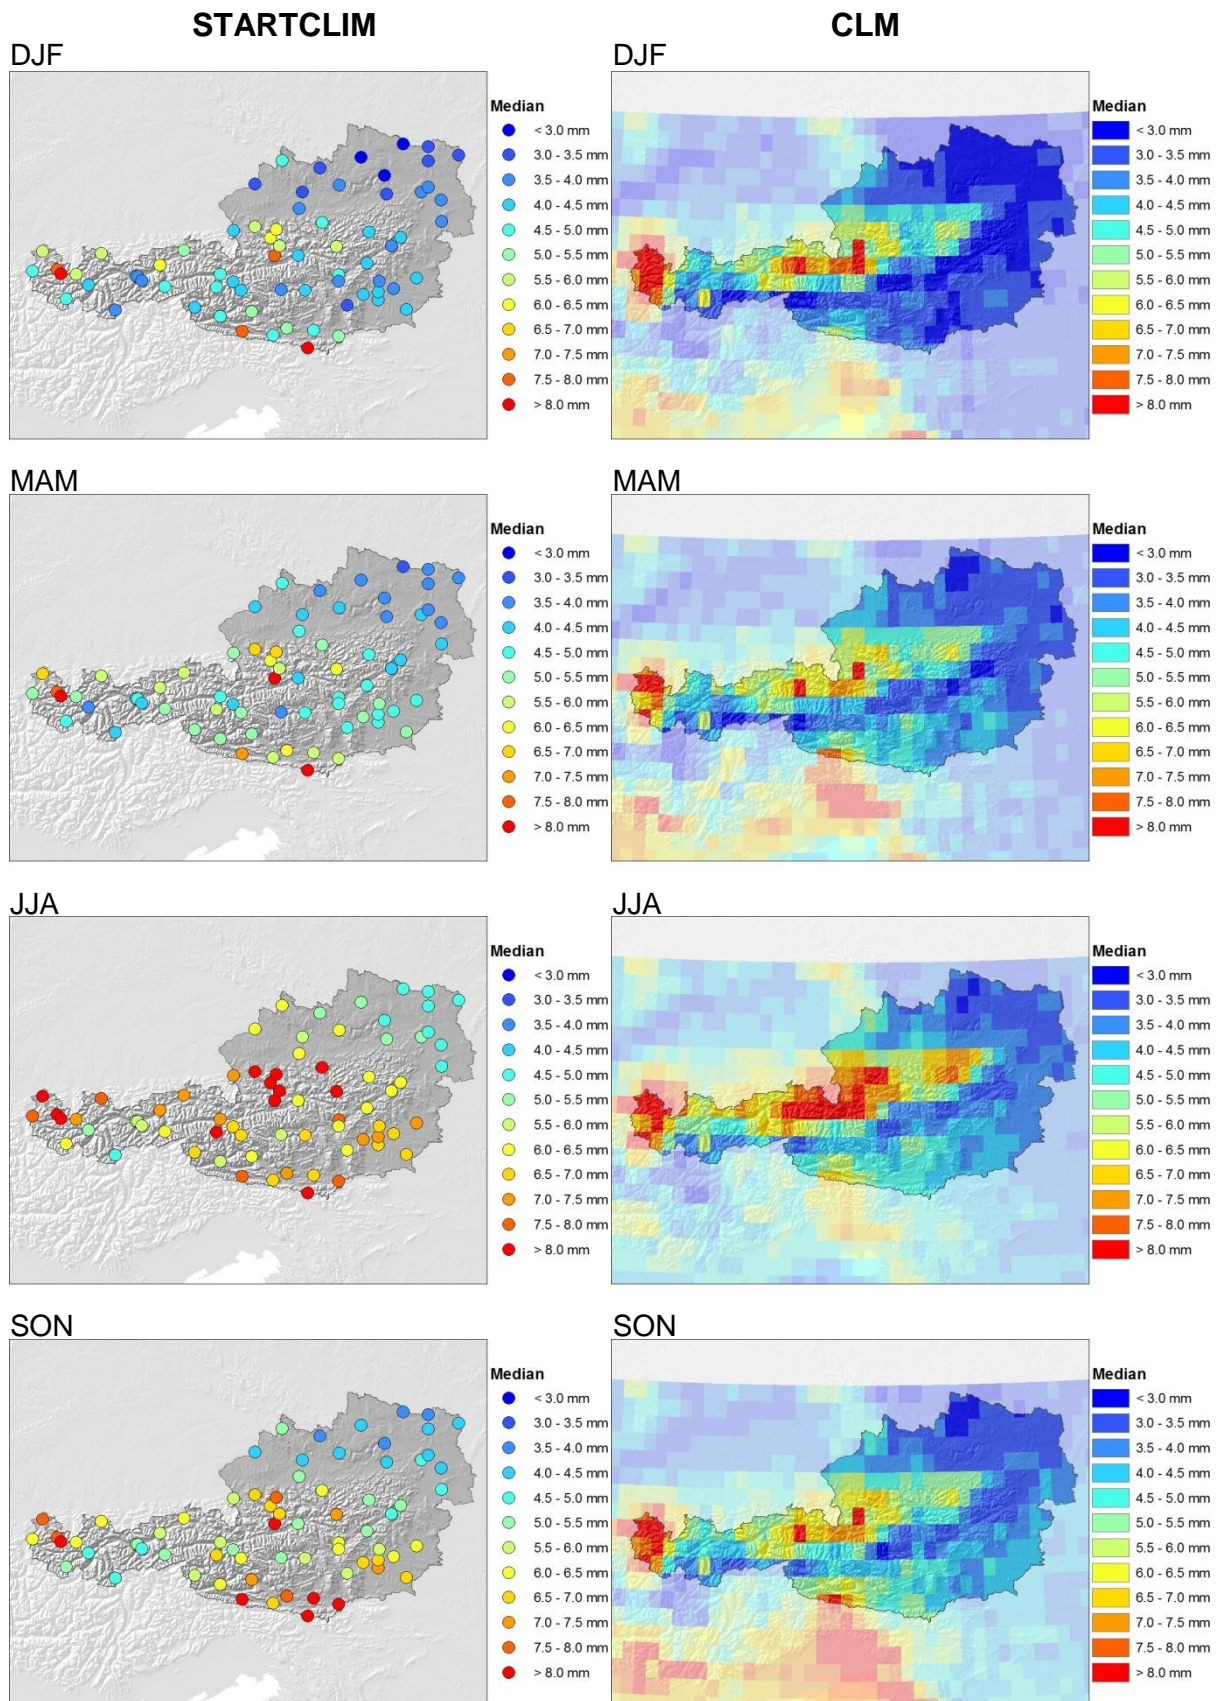 STARTCLIM
CLM
DJF
DJF
Median
< 3.0 mm
3.0 - 3.5 mm
3.5 - 4.0 mm
4.0 - 4.5 mm
4.5 - 5.0 mm
5.0 - 5.5 mm
5.5 - 6.0 mm
6.0 - 6.5 mm
6.5 - 7.0 mm
7.0 - 7.5 mm
7.5 - 8.0 mm
> 8.0 mm
Median
< 3.0 mm
3.0 - 3.5 mm
3.5 - 4.0 mm
4.0 - 4.5 mm
4.5 - 5.0 mm
5.0 - 5.5 mm
5.5 - 6.0 mm
6.0 - 6.5 mm
6.5 - 7.0 mm
7.0 - 7.5 mm
7.5 - 8.0 mm
> 8.0 mm
MAM
MAM
Median
< 3.0 mm
3.0 - 3.5 mm
3.5 - 4.0 mm
4.0 - 4.5 mm
4.5 - 5.0 mm
5.0 - 5.5 mm
5.5 - 6.0 mm
6.0 - 6.5 mm
6.5 - 7.0 mm
7.0 - 7.5 mm
7.5 - 8.0 mm
> 8.0 mm
Median
< 3.0 mm
3.0 - 3.5 mm
3.5 - 4.0 mm
4.0 - 4.5 mm
4.5 - 5.0 mm
5.0 - 5.5 mm
5.5 - 6.0 mm
6.0 - 6.5 mm
6.5 - 7.0 mm
7.0 - 7.5 mm
7.5 - 8.0 mm
> 8.0 mm
JJA
JJA
Median
< 3.0 mm
3.0 - 3.5 mm
3.5 - 4.0 mm
4.0 - 4.5 mm
4.5 - 5.0 mm
5.0 - 5.5 mm
5.5 - 6.0 mm
6.0 - 6.5 mm
6.5 - 7.0 mm
7.0 - 7.5 mm
7.5 - 8.0 mm
> 8.0 mm
Median
< 3.0 mm
3.0 - 3.5 mm
3.5 - 4.0 mm
4.0 - 4.5 mm
4.5 - 5.0 mm
5.0 - 5.5 mm
5.5 - 6.0 mm
6.0 - 6.5 mm
6.5 - 7.0 mm
7.0 - 7.5 mm
7.5 - 8.0 mm
> 8.0 mm
SON
SON
Median
< 3.0 mm
3.0 - 3.5 mm
3.5 - 4.0 mm
4.0 - 4.5 mm
4.5 - 5.0 mm
5.0 - 5.5 mm
5.5 - 6.0 mm
6.0 - 6.5 mm
6.5 - 7.0 mm
7.0 - 7.5 mm
7.5 - 8.0 mm
> 8.0 mm
Median
< 3.0 mm
3.0 - 3.5 mm
3.5 - 4.0 mm
4.0 - 4.5 mm
4.5 - 5.0 mm
5.0 - 5.5 mm
5.5 - 6.0 mm
6.0 - 6.5 mm
6.5 - 7.0 mm
7.0 - 7.5 mm
7.5 - 8.0 mm
> 8.0 mm